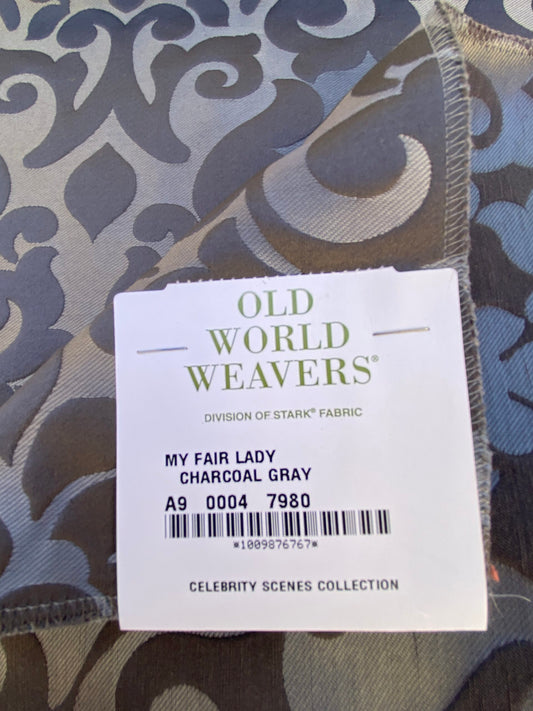 OLD
WORLD
WEAVERS®
DIVISION OF STARK® FABRIC
MY FAIR LADY
CHARCOAL GRAY
A9 0004 7980
*1009876767*
CELEBRITY SCENES COLLECTION